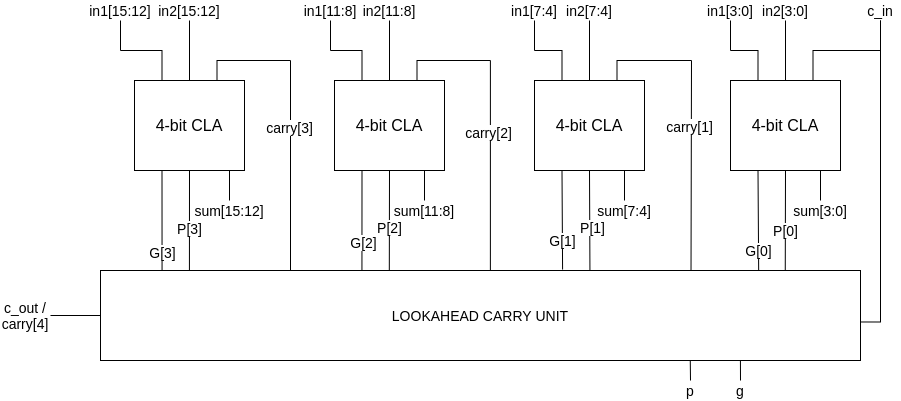 in1[15:12] in2[15:12] in1[11:8] in2[11:8] in1[7:4] in2[7:4] in1[3:0] in2[3:0] c_in
4-bit CLA 4-bit CLA 4-bit CLA 4-bit CLA
carry[3] carry[2] carry[1]
sum[15:12] sum[11:8] sum[7:4] sum[3:0]
P[3] P[2] P[1] P[0]
G[3] G[2] G[1] G[0]
c_out /
carry[4]
LOOKAHEAD CARRY UNIT
p g